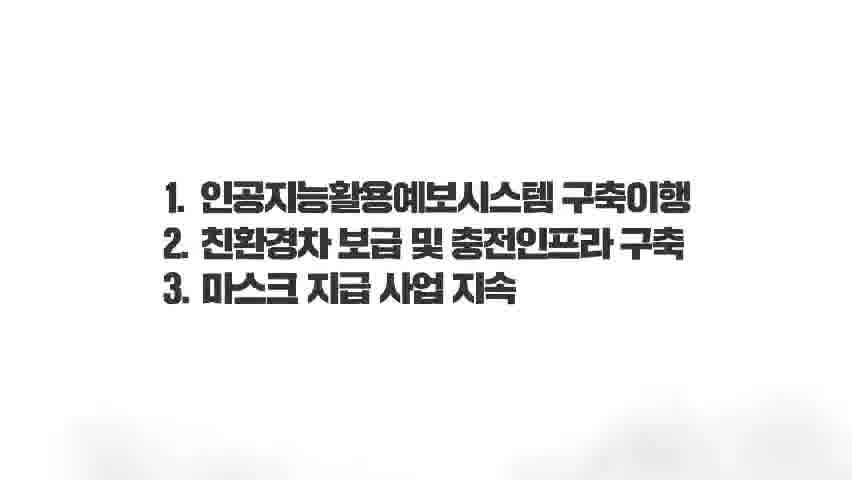 1. 인공지능활용예보시스템 구축이행
2. 친환경차 보급 및 충전인프라 구축
3. 마스크 지급 사업 지속